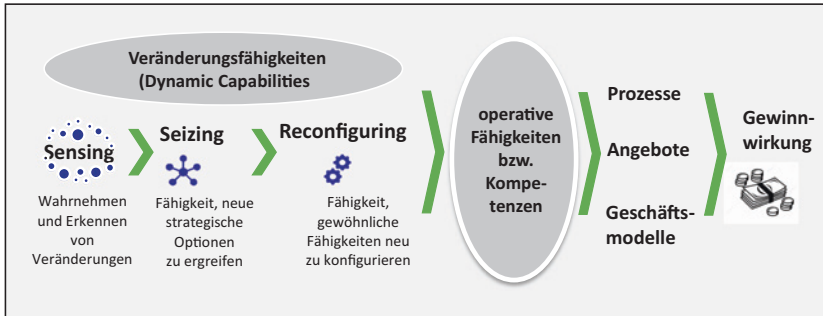 Veränderungsfähigkeiten
(Dynamic Capabilities
Sensing
Wahrnehmen
und Erkennen
von
Veränderungen
Seizing
Fähigkeit, neue
strategische
Optionen
zu ergreifen
Reconfiguring
Fähigkeit,
gewöhnliche
Fähigkeiten neu
zu konfigurieren
operative
Fähigkeiten
bzw.
Kompe-
tenzen
Prozesse
Angebote
Geschäfts-
modelle
Gewinn-
wirkung